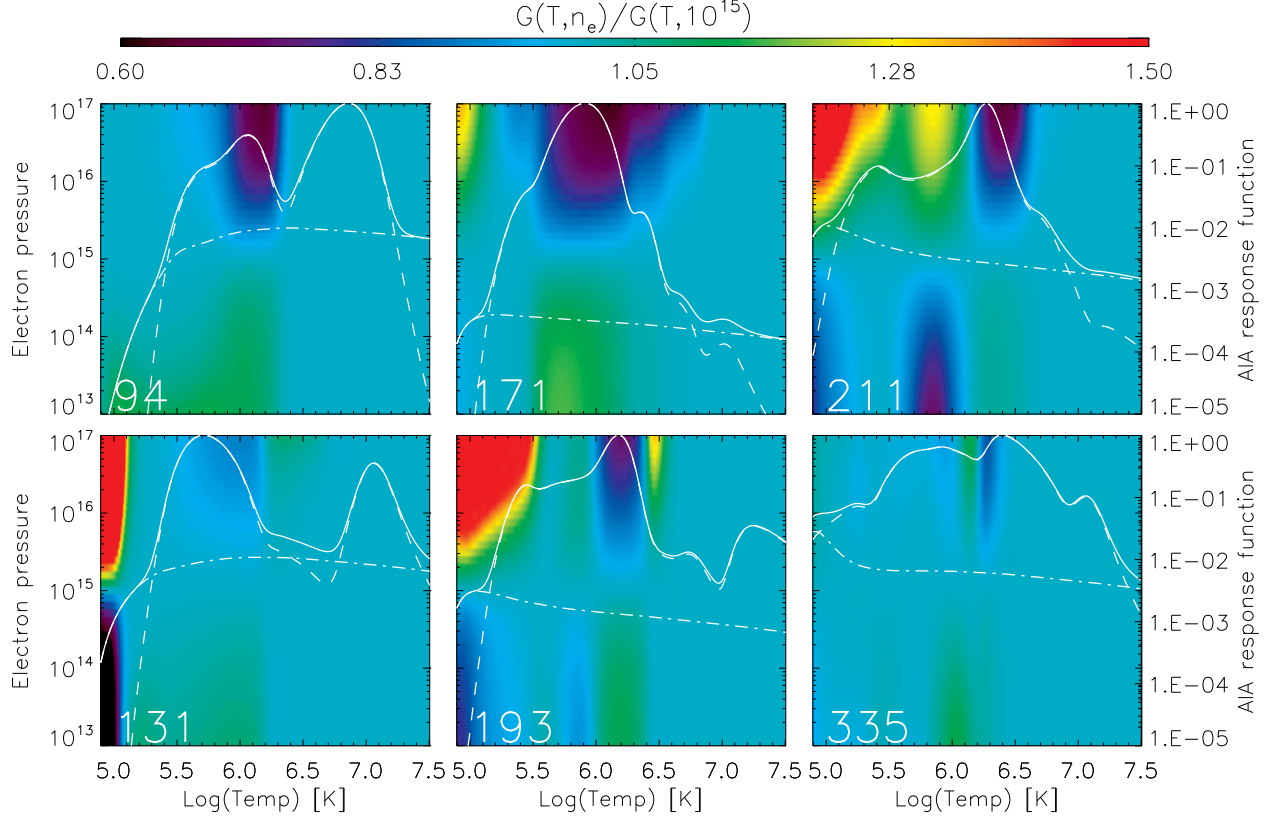 G(T,n_e)/G(T,10^15)
0.60 0.83 1.05 1.28 1.50
Electron pressure
10^17
10^16
10^15
10^14
10^13
94
171
211
1.E+00
1.E-01
1.E-02
1.E-03
1.E-04
1.E-05
AIA response function
Electron pressure
10^17
10^16
10^15
10^14
10^13
131
193
335
1.E+00
1.E-01
1.E-02
1.E-03
1.E-04
1.E-05
AIA response function
5.0 5.5 6.0 6.5 7.0 7.5 5.0 5.5 6.0 6.5 7.0 7.5 5.0 5.5 6.0 6.5 7.0 7.5
Log(Temp) [K] Log(Temp) [K] Log(Temp) [K]